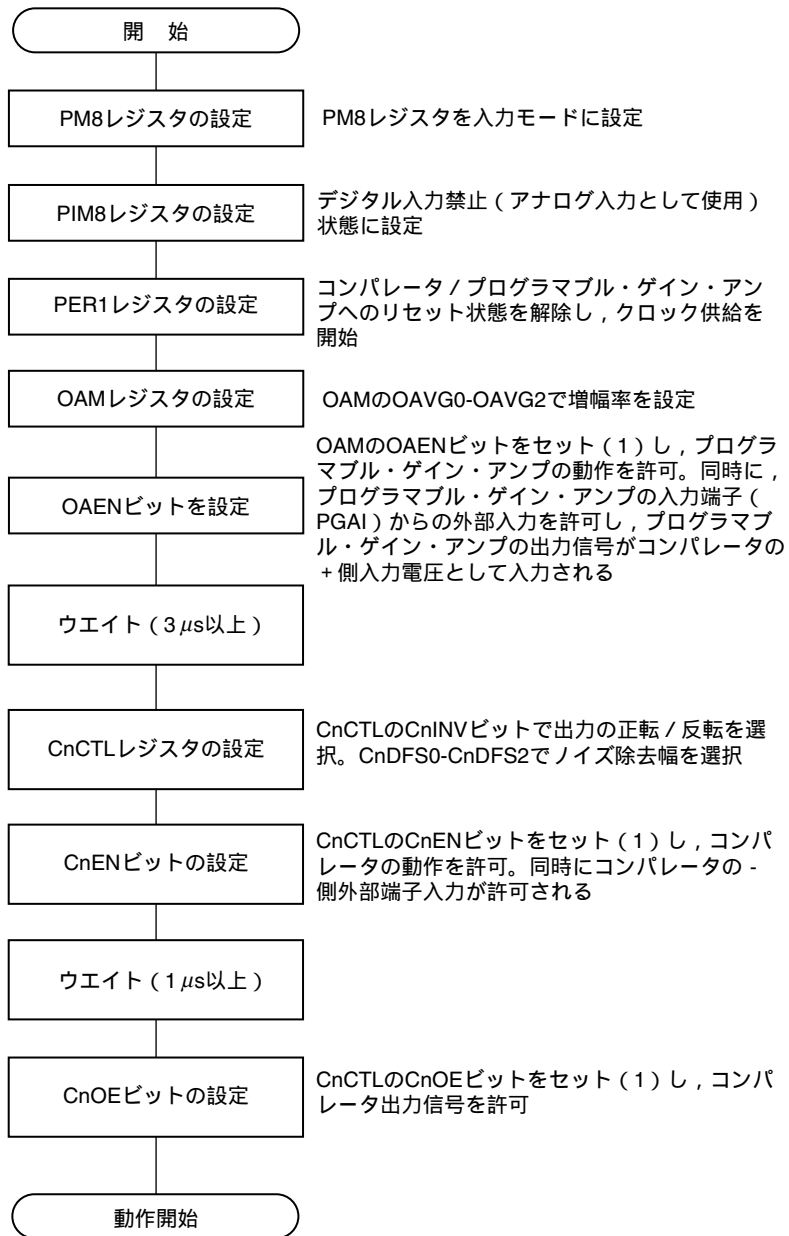 開　始
PM8レジスタの設定
PM8レジスタを入力モードに設定
PIM8レジスタの設定
デジタル入力禁止（アナログ入力として使用）
状態に設定
PER1レジスタの設定
コンパレータ／プログラマブル・ゲイン・アン
プへのリセット状態を解除し，クロック供給を
開始
OAMレジスタの設定
OAMのOAVG0-OAVG2で増幅率を設定
OAENビットを設定
OAMのOAENビットをセット（1）し，プログラ
マブル・ゲイン・アンプの動作を許可。同時に，
プログラマブル・ゲイン・アンプの入力端子（
PGAI）からの外部入力を許可し，プログラマブ
ル・ゲイン・アンプの出力信号がコンパレータの
+側入力電圧として入力される
ウエイト（3 μs以上）
CnCTLレジスタの設定
CnCTLのCnINVビットで出力の正転／反転を選
択。CnDFS0-CnDFS2でノイズ除去幅を選択
CnENビットの設定
CnCTLのCnENビットをセット（1）し，コンパ
レータの動作を許可。同時にコンパレータの -
側外部端子入力が許可される
ウエイト（1 μs以上）
CnOEビットの設定
CnCTLのCnOEビットをセット（1）し，コンパ
レータ出力信号を許可
動作開始